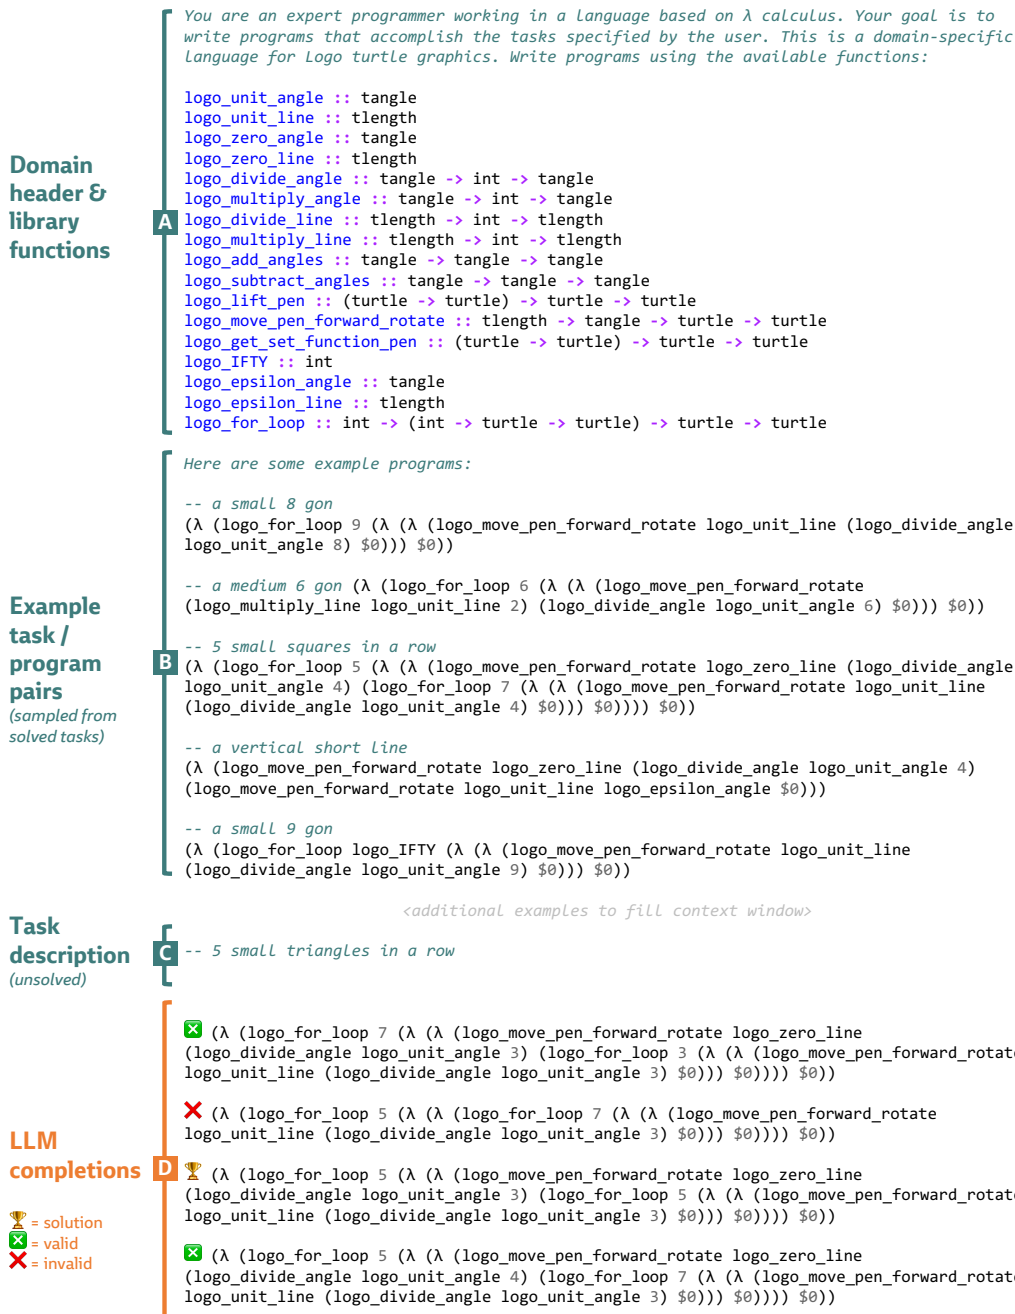 You are an expert programmer working in a language based on λ calculus. Your goal is to
write programs that accomplish the tasks specified by the user. This is a domain-specific
language for Logo turtle graphics. Write programs using the available functions:
logo_unit_angle :: tangle
logo_unit_line :: tlength
logo_zero_angle :: tangle
logo_zero_line :: tlength
logo_divide_angle :: tangle -> int -> tangle
logo_multiply_angle :: tangle -> int -> tangle
logo_divide_line :: tlength -> int -> tlength
logo_multiply_line :: tlength -> int -> tlength
logo_add_angles :: tangle -> tangle -> tangle
logo_subtract_angles :: tangle -> tangle -> tangle
logo_lift_pen :: (turtle -> turtle) -> turtle -> turtle
logo_move_pen_forward_rotate :: tlength -> tangle -> turtle -> turtle
logo_get_set_function_pen :: (turtle -> turtle) -> turtle -> turtle
logo_IFTY :: int
logo_epsilon_angle :: tangle
logo_epsilon_line :: tlength
logo_for_loop :: int -> (int -> turtle -> turtle) -> turtle -> turtle
Domain
header &
library
functions
A
Here are some example programs:
-- a small 8 gon
(λ (logo_for_loop 9 (λ (λ (logo_move_pen_forward_rotate logo_unit_line (logo_divide_angle
logo_unit_angle 8) $0))) $0))
-- a medium 6 gon (λ (logo_for_loop 6 (λ (λ (logo_move_pen_forward_rotate
(logo_multiply_line logo_unit_line 2) (logo_divide_angle logo_unit_angle 6) $0))) $0))
-- 5 small squares in a row
(λ (logo_for_loop 5 (λ (λ (logo_move_pen_forward_rotate logo_zero_line (logo_divide_angle
logo_unit_angle 4) (logo_for_loop 7 (λ (λ (logo_move_pen_forward_rotate logo_unit_line
(logo_divide_angle logo_unit_angle 4) $0))) $0)))) $0))
-- a vertical short line
(λ (logo_move_pen_forward_rotate logo_zero_line (logo_divide_angle logo_unit_angle 4)
(logo_move_pen_forward_rotate logo_unit_line logo_epsilon_angle $0)))
-- a small 9 gon
(λ (logo_for_loop logo_IFTY (λ (λ (logo_move_pen_forward_rotate logo_unit_line
(logo_divide_angle logo_unit_angle 9) $0))) $0))
Example
task /
program
pairs
(sampled from
solved tasks)
B
<additional examples to fill context window>
Task
description
(unsolved)
C
-- 5 small triangles in a row
LLM
completions
= solution
= valid
= invalid
D
(λ (logo_for_loop 7 (λ (λ (logo_move_pen_forward_rotate logo_zero_line
(logo_divide_angle logo_unit_angle 3) (logo_for_loop 3 (λ (λ (logo_move_pen_forward_rotate
logo_unit_line (logo_divide_angle logo_unit_angle 3) $0))) $0)))) $0))
(λ (logo_for_loop 5 (λ (λ (logo_for_loop 7 (λ (λ (logo_move_pen_forward_rotate
logo_unit_line (logo_divide_angle logo_unit_angle 3) $0))) $0)))) $0))
(λ (logo_for_loop 5 (λ (λ (logo_move_pen_forward_rotate logo_zero_line
(logo_divide_angle logo_unit_angle 3) (logo_for_loop 5 (λ (λ (logo_move_pen_forward_rotate
logo_unit_line (logo_divide_angle logo_unit_angle 3) $0))) $0)))) $0))
(λ (logo_for_loop 5 (λ (λ (logo_move_pen_forward_rotate logo_zero_line
(logo_divide_angle logo_unit_angle 4) (logo_for_loop 7 (λ (λ (logo_move_pen_forward_rotate
logo_unit_line (logo_divide_angle logo_unit_angle 3) $0))) $0)))) $0))